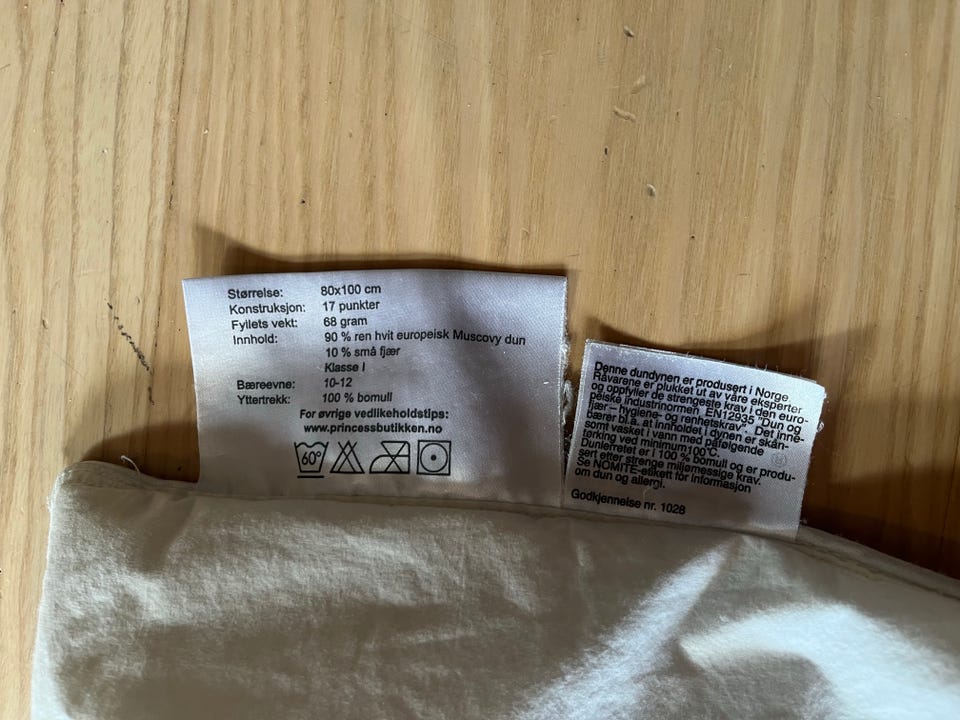 Størrelse: 80x100 cm
Konstruksjon: 17 punkter
Fyllets vekt: 68 gram
Innhold: 90 % ren hvit europeisk Muscovy dun
10 % små fjær
Klasse I
Bæreevne: 10-12
Yttertrekk: 100 % bomull
For øvrige vedlikeholdstips:
www.princessbutikken.no
60°
Denne dundynen er produsert i Norge
Råvarene er plukket ut av våre eksperter
og oppfyller de strengeste krav i den euro-
peiske industrinormen, EN12935 "Dun og
fjær – hygiene- og renhetskrav". Det inne-
bærer bl.a. at innholdet i dynen er skån-
somt vasket i vann med påfølgende
tørking ved minimum100°C.
Dunlerretet er i 100 % bomull og er produ-
sert etter strenge miljømessige krav.
Se NOMITE-etikett for informasjon
om dun og allergi.
Godkjennelse nr. 1028